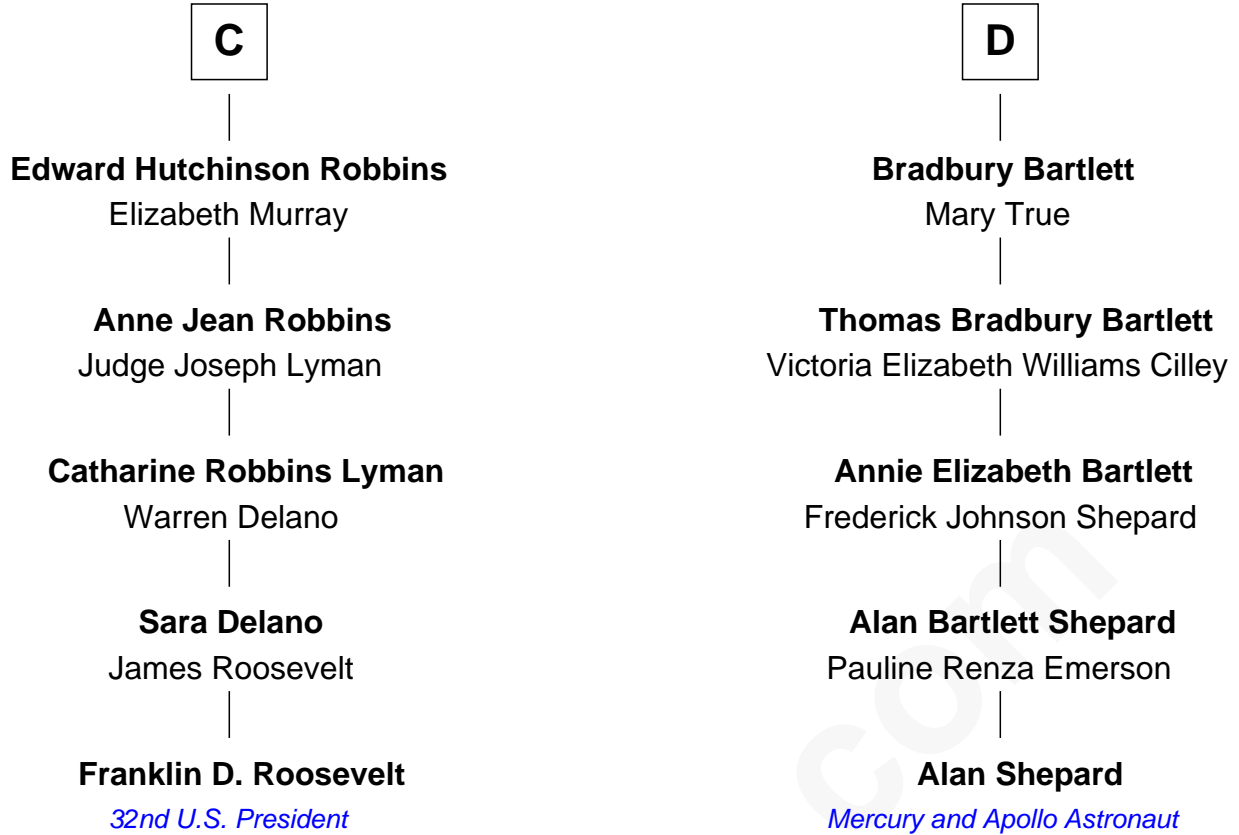 C
Edward Hutchinson Robbins
Elizabeth Murray
Anne Jean Robbins
Judge Joseph Lyman
Catharine Robbins Lyman
Warren Delano
Sara Delano
James Roosevelt
Franklin D. Roosevelt
32nd U.S. President
D
Bradbury Bartlett
Mary True
Thomas Bradbury Bartlett
Victoria Elizabeth Williams Cilley
Annie Elizabeth Bartlett
Frederick Johnson Shepard
Alan Bartlett Shepard
Pauline Renza Emerson
Alan Shepard
Mercury and Apollo Astronaut
com